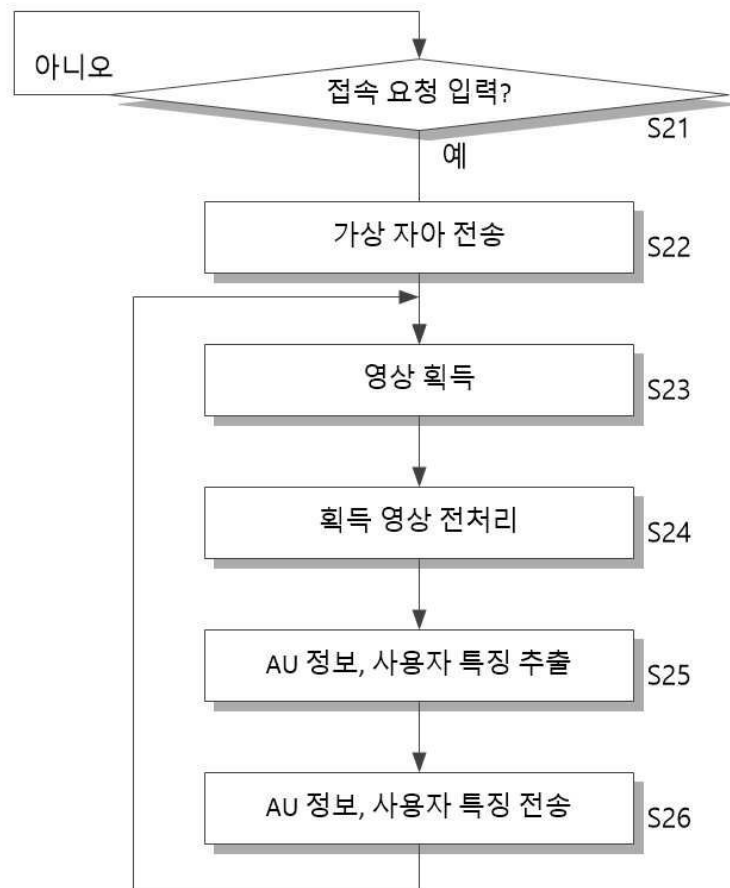 아니오
접속 요청 입력?
S21
예
가상 자아 전송
S22
영상 획득
S23
획득 영상 전처리
S24
AU 정보, 사용자 특징 추출
S25
AU 정보, 사용자 특징 전송
S26